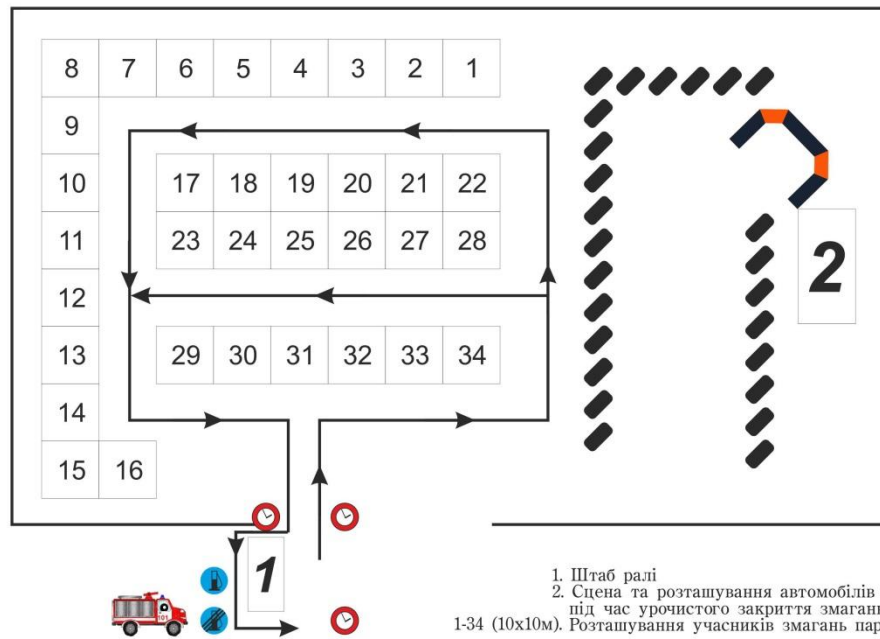 8 7 6 5 4 3 2 1
9
10 17 18 19 20 21 22
11 23 24 25 26 27 28
12
2
13 29 30 31 32 33 34
14
15 16
1
101
1. Штаб ралі
2. Сцена та розташування автомобілів
під час урочистого закриття
1-34 (10х10м). Розташування учасників змагань